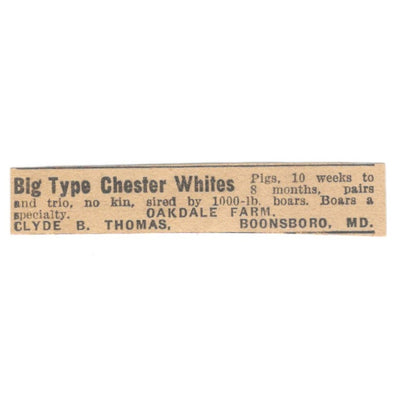 Big Type Chester Whites Pigs, 10 weeks to
8 months, pairs
and trio, no kin, sired by 1000-lb. boars. Boars a
specialty. OAKDALE FARM.
CLYDE B. THOMAS, BOONSBORO, MD.